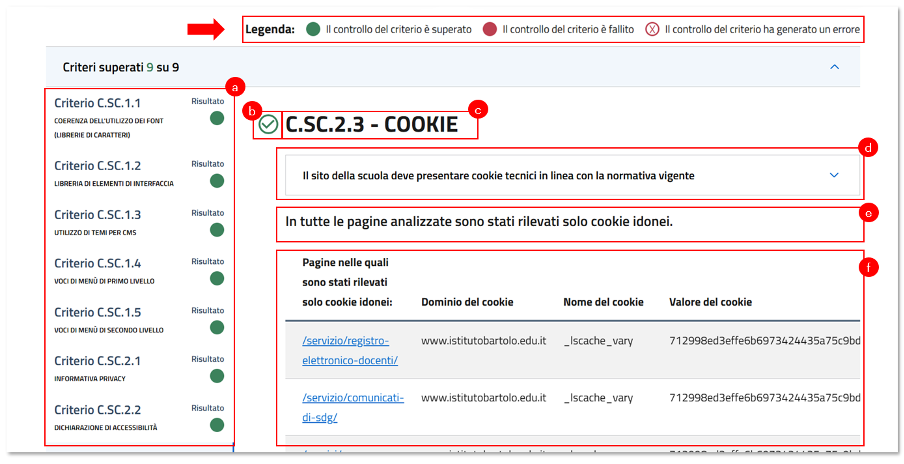 Legenda: Il controllo del criterio è superato Il controllo del criterio è fallito X Il controllo del criterio ha generato un errore
Criteri superati 9 su 9
a
Criterio C.SC.1.1 Risultato
COERENZA DELL'UTILIZZO DEI FONT
(LIBRERIE DI CARATTERI)
Criterio C.SC.1.2 Risultato
LIBRERIA DI ELEMENTI DI INTERFACCIA
Criterio C.SC.1.3 Risultato
UTILIZZO DI TEMI PER CMS
Criterio C.SC.1.4 Risultato
VOCI DI MENÙ DI PRIMO LIVELLO
Criterio C.SC.1.5 Risultato
VOCI DI MENÙ DI SECONDO LIVELLO
Criterio C.SC.2.1 Risultato
INFORMATIVA PRIVACY
Criterio C.SC.2.2 Risultato
DICHIARAZIONE DI ACCESSIBILITÀ
b
c
C.SC.2.3 - COOKIE
d
Il sito della scuola deve presentare cookie tecnici in linea con la normativa vigente
e
In tutte le pagine analizzate sono stati rilevati solo cookie idonei.
f
Pagine nelle quali
sono stati rilevati
solo cookie idonei: Dominio del cookie Nome del cookie Valore del cookie
/servizio/registro-
elettronico-docenti/ www.istitutobartolo.edu.it _lscache_vary 712998ed3effe6b6973424435a75c9bd
/servizio/comunicati-
di-sdg/ www.istitutobartolo.edu.it _lscache_vary 712998ed3effe6b6973424435a75c9bd